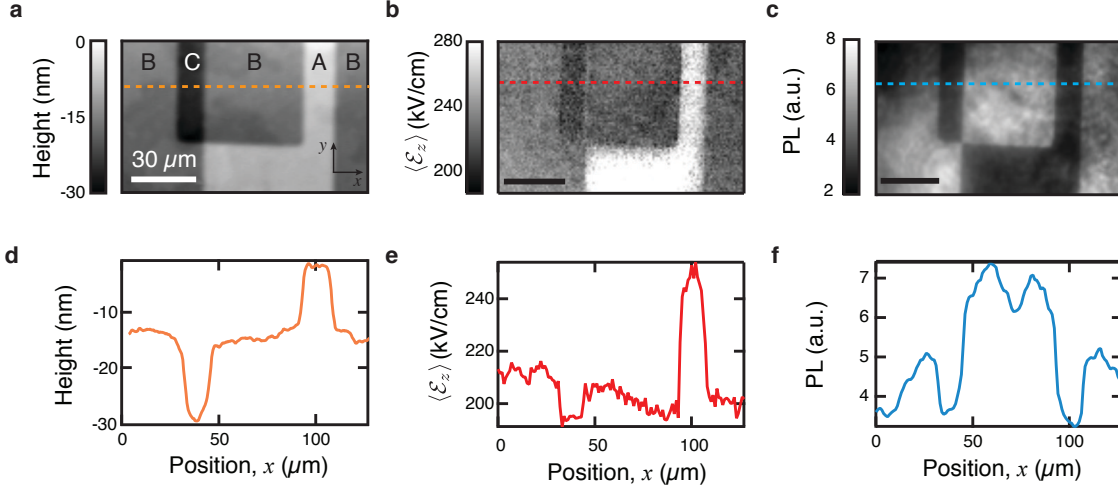 a
b
c
0
-15
-30
Height (nm)
B
C
B
A
B
30 µm
y
x
280
240
200
⟨ℰz⟩ (kV/cm)
8
6
4
2
PL (a.u.)
d
e
f
-10
-20
-30
Height (nm)
0
50
100
Position, x (µm)
240
220
200
⟨ℰz⟩ (kV/cm)
0
50
100
Position, x (µm)
7
6
5
4
PL (a.u.)
0
50
100
Position, x (µm)